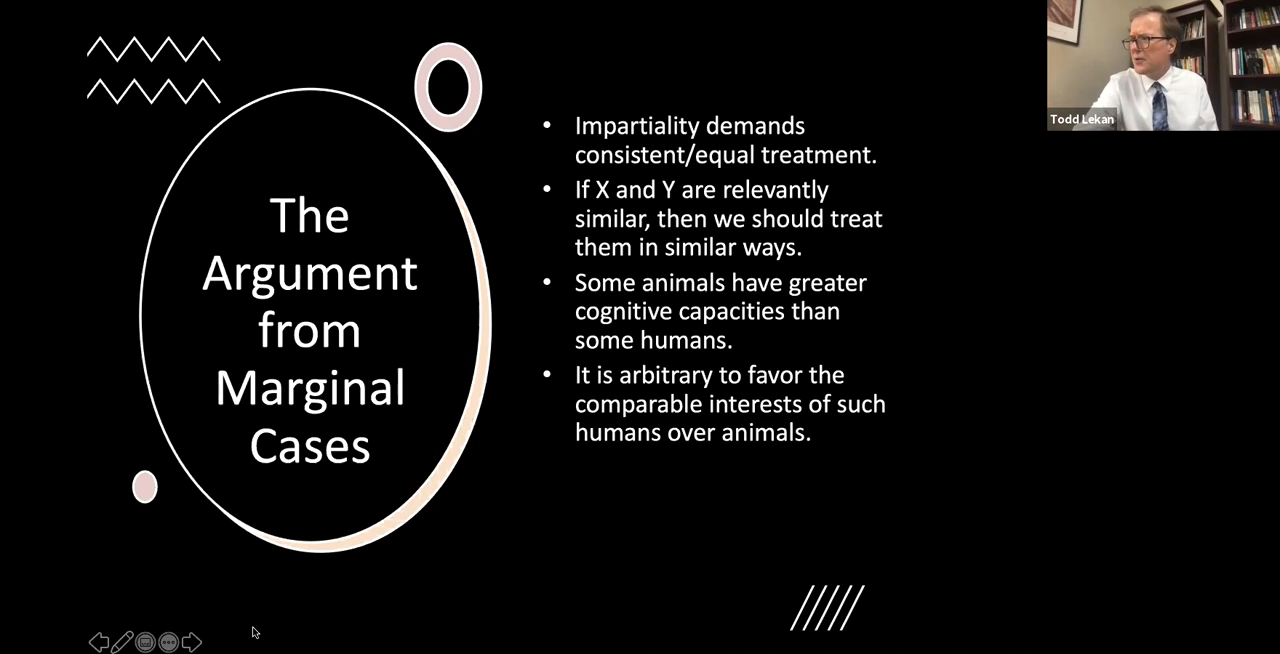 The
Argument
from
Marginal
Cases
• Impartiality demands
consistent/equal treatment.
• If X and Y are relevantly
similar, then we should treat
them in similar ways.
• Some animals have greater
cognitive capacities than
some humans.
• It is arbitrary to favor the
comparable interests of such
humans over animals.
Todd Lekan